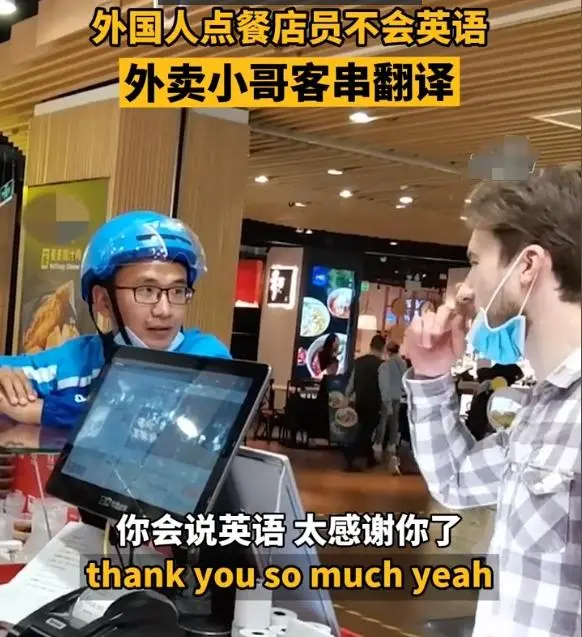 外国人点餐店员不会英语
外卖小哥客串翻译
你会说英语 太感谢你了
thank you so much yeah